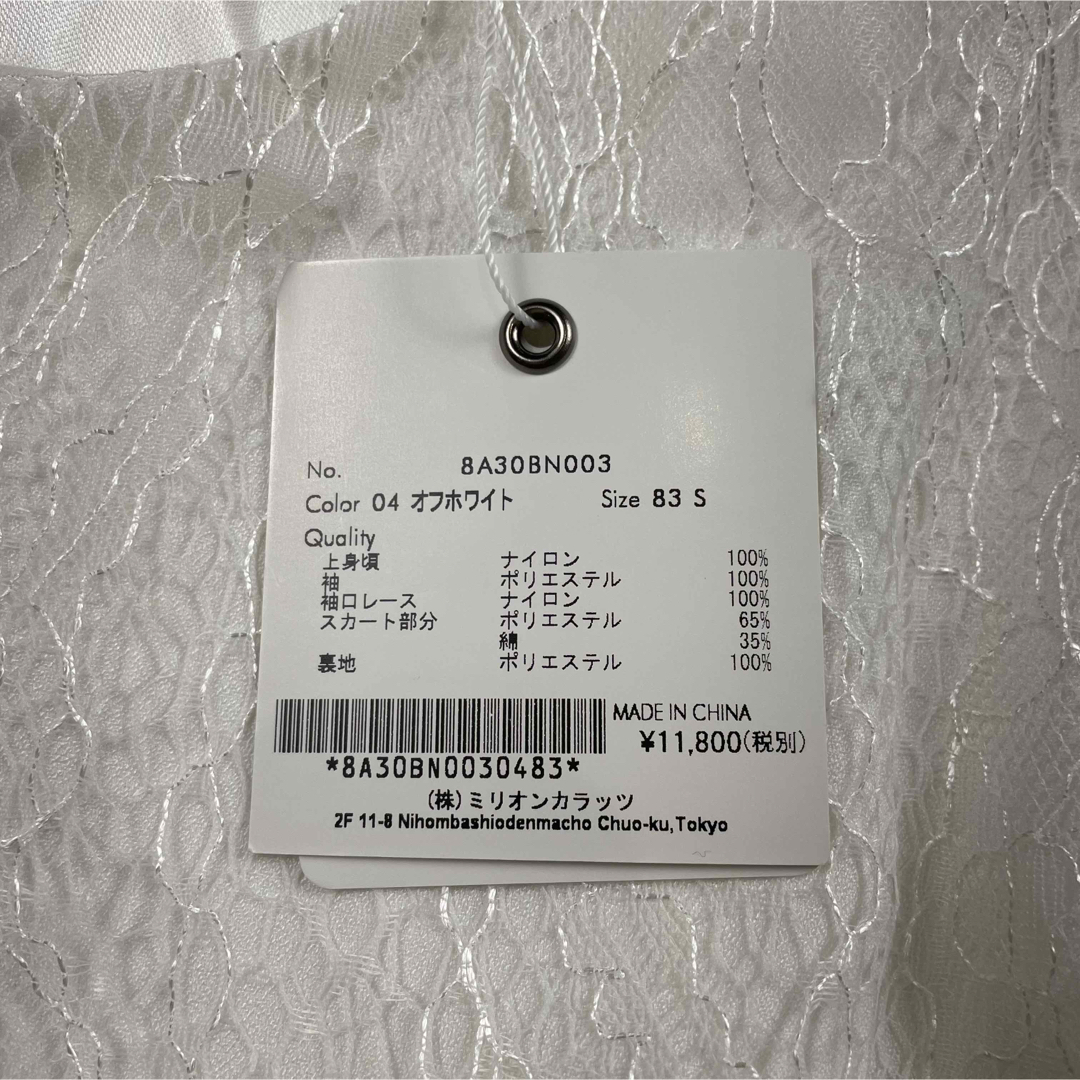 No. 8A30BN003
Color 04 オフホワイト Size 83 S
Quality
上身頃 ナイロン 100%
袖 ポリエステル 100%
袖口レース ナイロン 100%
スカート部分 ポリエステル 65%
綿 35%
裏地 ポリエステル 100%
MADE IN CHINA
¥11,800(税別)
*8A30BN0030483*
(株)ミリオンカラッツ
2F 11-8 Nihombashiodenmacho Chuo-ku,Tokyo